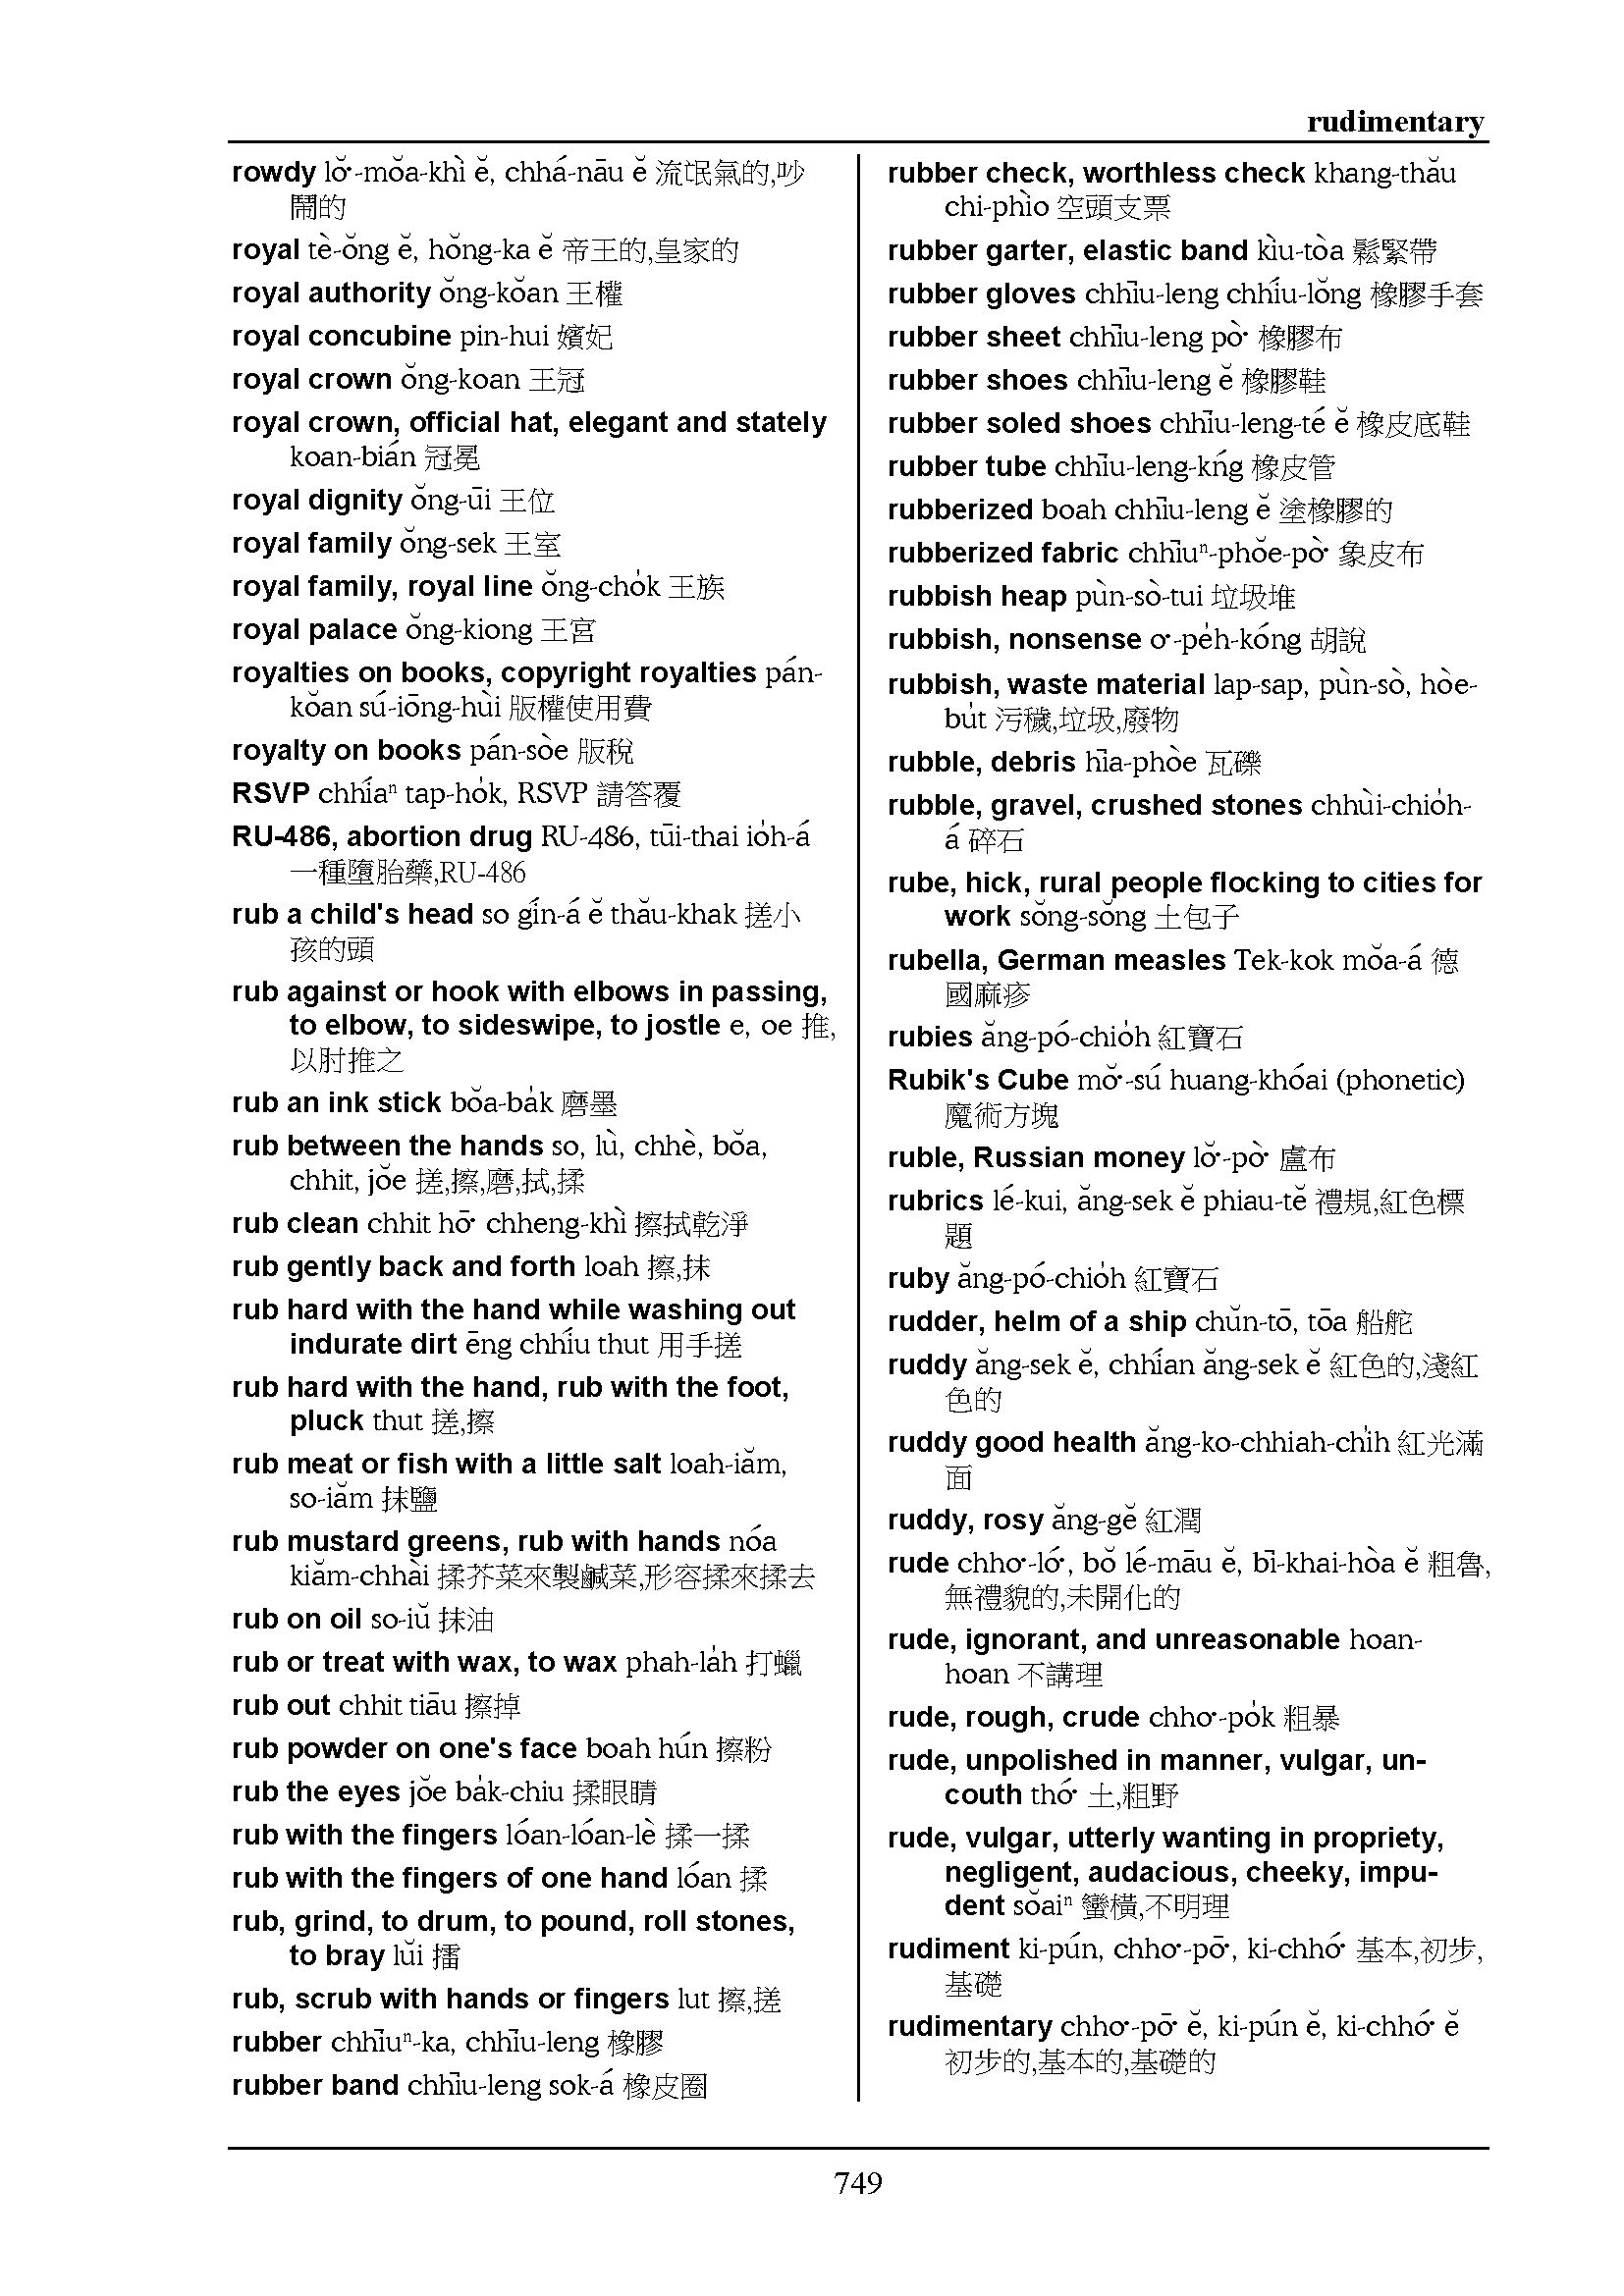 rudimentary
rowdy lŏ͘-mŏa-khì ĕ, chhá-nāu ĕ 流氓氣的,吵
鬧的
royal tè-ŏng ĕ, hŏng-ka ĕ 帝王的,皇家的
royal authority ŏng-kŏan 王權
royal concubine pin-hui 嬪妃
royal crown ŏng-koan 王冠
royal crown, official hat, elegant and stately
koan-bián 冠冕
royal dignity ŏng-ūi 王位
royal family ŏng-sek 王室
royal family, royal line ŏng-cho̍k 王族
royal palace ŏng-kiong 王宮
royalties on books, copyright royalties pán-
kŏan sú-iōng-hùi 版權使用費
royalty on books pán-sòe 版稅
RSVP chhíaⁿ tap-ho̍k, RSVP 請答覆
RU-486, abortion drug RU-486, tūi-thai io̍h-á
一種墮胎藥,RU-486
rub a child's head so gín-á ĕ thău-khak 搓小
孩的頭
rub against or hook with elbows in passing,
to elbow, to sideswipe, to jostle e, oe 推,
以肘推之
rub an ink stick bŏa-ba̍k 磨墨
rub between the hands so, lù, chhè, bŏa,
chhit, jŏe 搓,擦,磨,拭,揉
rub clean chhit hō͘ chheng-khì 擦拭乾淨
rub gently back and forth loah 擦,抹
rub hard with the hand while washing out
indurate dirt ēng chhíu thut 用手搓
rub hard with the hand, rub with the foot,
pluck thut 搓,擦
rub meat or fish with a little salt loah-iăm,
so-iăm 抹鹽
rub mustard greens, rub with hands nóa
kiăm-chhài 揉芥菜來製鹹菜,形容揉來揉去
rub on oil so-iŭ 抹油
rub or treat with wax, to wax phah-la̍h 打蠟
rub out chhit tiāu 擦掉
rub powder on one's face boah hún 擦粉
rub the eyes jŏe ba̍k-chiu 揉眼睛
rub with the fingers lóan-lóan-lè 揉一揉
rub with the fingers of one hand lóan 揉
rub, grind, to drum, to pound, roll stones,
to bray lŭi 擂
rub, scrub with hands or fingers lut 擦,搓
rubber chhīuⁿ-ka, chhīu-leng 橡膠
rubber band chhīu-leng sok-á 橡皮圈
rubber check, worthless check khang-thău
chi-phìo 空頭支票
rubber garter, elastic band kìu-tòa 鬆緊帶
rubber gloves chhīu-leng chhíu-lŏng 橡膠手套
rubber sheet chhīu-leng pò͘ 橡膠布
rubber shoes chhīu-leng ĕ 橡膠鞋
rubber soled shoes chhīu-leng-té ĕ 橡皮底鞋
rubber tube chhīu-leng-kńg 橡皮管
rubberized boah chhīu-leng ĕ 塗橡膠的
rubberized fabric chhīuⁿ-phŏe-pò͘ 象皮布
rubbish heap pùn-sò-tui 垃圾堆
rubbish, nonsense o͘-pe̍h-kóng 胡說
rubbish, waste material lap-sap, pùn-sò, hòe-
bu̍t 污穢,垃圾,廢物
rubble, debris hīa-phòe 瓦礫
rubble, gravel, crushed stones chhùi-chio̍h-
á 碎石
rube, hick, rural people flocking to cities for
work sŏng-sŏng 土包子
rubella, German measles Tek-kok mŏa-á 德
國麻疹
rubies ăng-pó-chio̍h 紅寶石
Rubik's Cube mŏ͘-sú huang-khóai (phonetic)
魔術方塊
ruble, Russian money lŏ͘-pò͘ 盧布
rubrics lé-kui, ăng-sek ĕ phiau-tĕ 禮規,紅色標
題
ruby ăng-pó-chio̍h 紅寶石
rudder, helm of a ship chŭn-tō, tōa 船舵
ruddy ăng-sek ĕ, chhían ăng-sek ĕ 紅色的,淺紅
色的
ruddy good health ăng-ko-chhiah-chi̍h 紅光滿
面
ruddy, rosy ăng-gĕ 紅潤
rude chho͘-ló͘, bŏ lé-māu ĕ, bī-khai-hòa ĕ 粗魯,
無禮貌的,未開化的
rude, ignorant, and unreasonable hoan-
hoan 不講理
rude, rough, crude chho͘-po̍k 粗暴
rude, unpolished in manner, vulgar, un-
couth thó͘ 土,粗野
rude, vulgar, utterly wanting in propriety,
negligent, audacious, cheeky, impu-
dent sŏaiⁿ 蠻橫,不明理
rudiment ki-pún, chho͘-pō͘, ki-chhó͘ 基本,初步,
基礎
rudimentary chho͘-pō͘ ĕ, ki-pún ĕ, ki-chhó͘ ĕ
初步的,基本的,基礎的
749